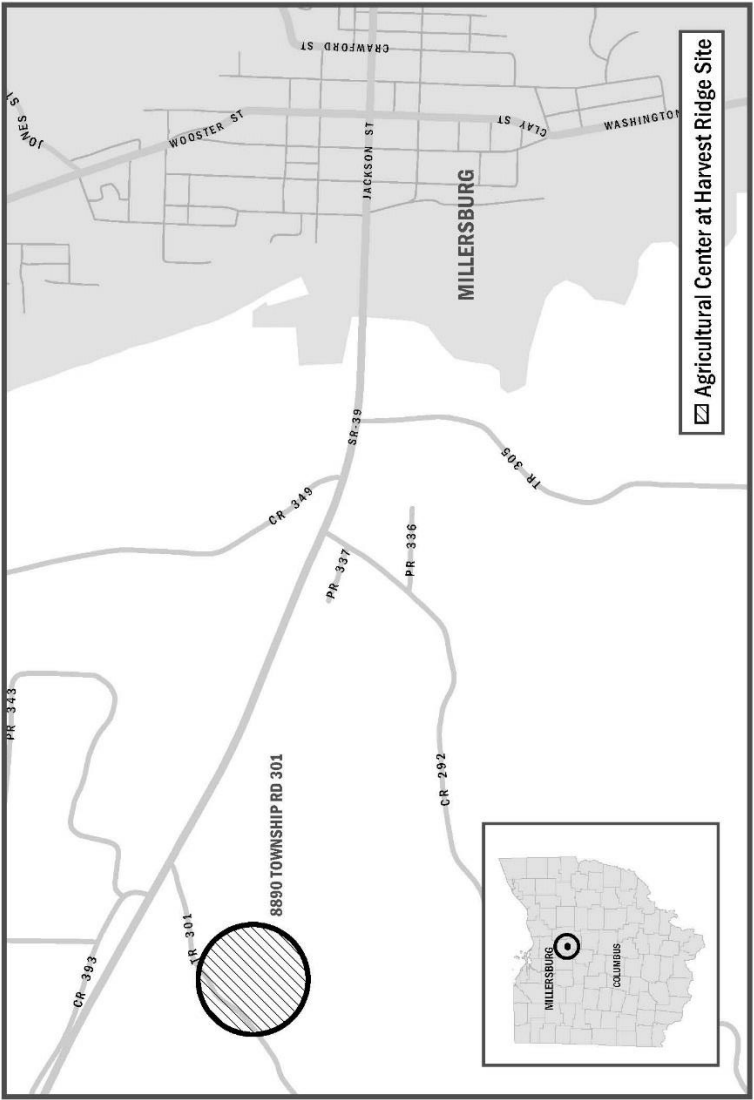 CR 393
PR 343
TR 301
8890 TOWNSHIP RD 301
CR 349
PR 337
PR 336
CR 292
SR-39
TR 305
JONES ST
WOOSTER ST
JACKSON ST
CRAWFORD ST
CLAY ST
WASHINGTON
MILLERSBURG
MILLERSBURG
COLUMBUS
Agricultural Center at Harvest Ridge Site